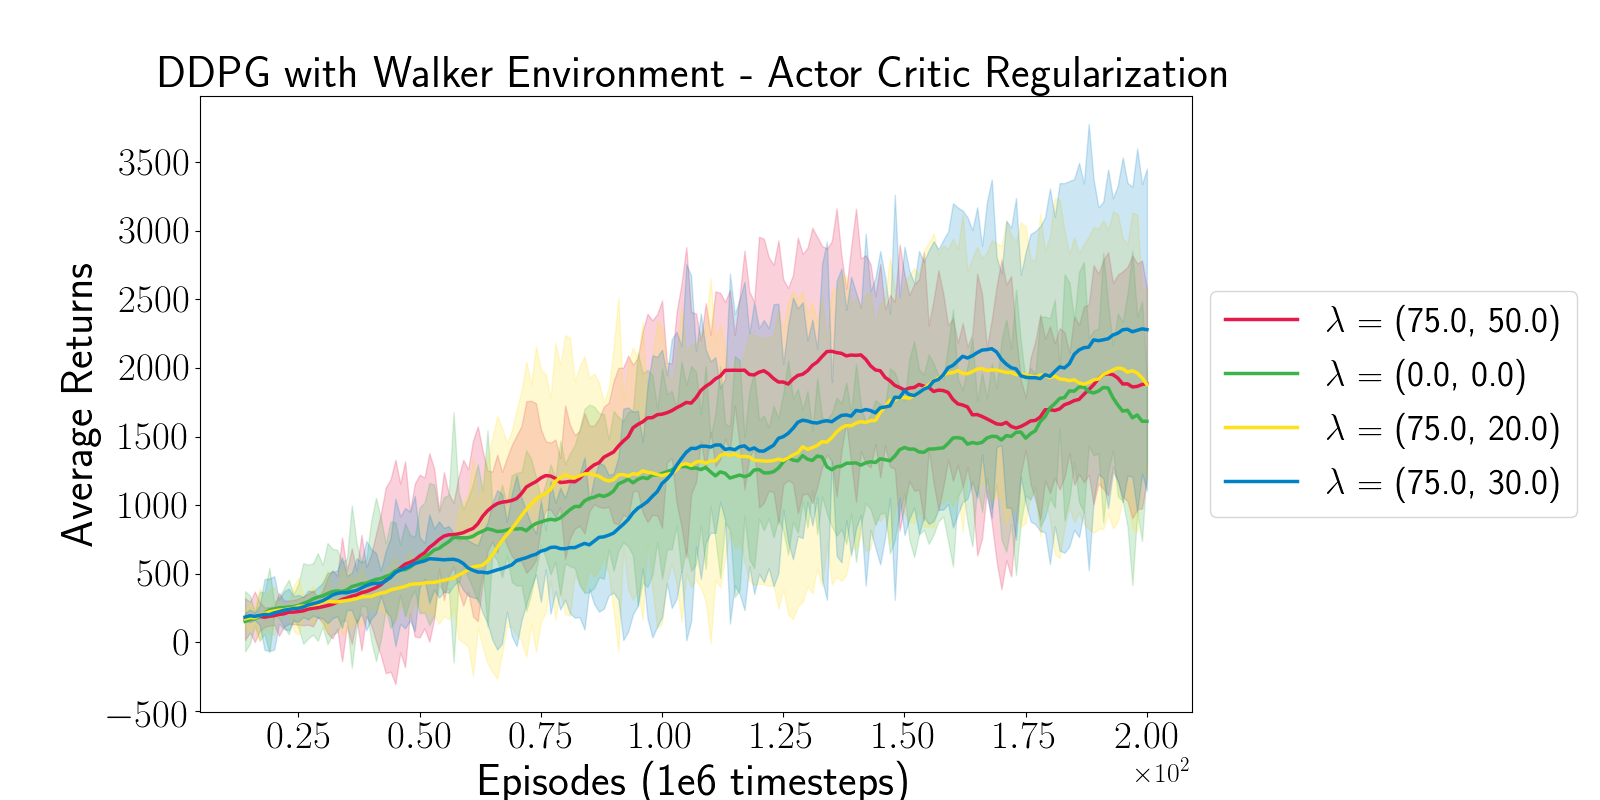 DDPG with Walker Environment - Actor Critic Regularization
Average Returns
3500
3000
2500
2000
1500
1000
500
0
−500
0.25 0.50 0.75 1.00 1.25 1.50 1.75 2.00
×10²
Episodes (1e6 timesteps)
λ = (75.0, 50.0)
λ = (0.0, 0.0)
λ = (75.0, 20.0)
λ = (75.0, 30.0)